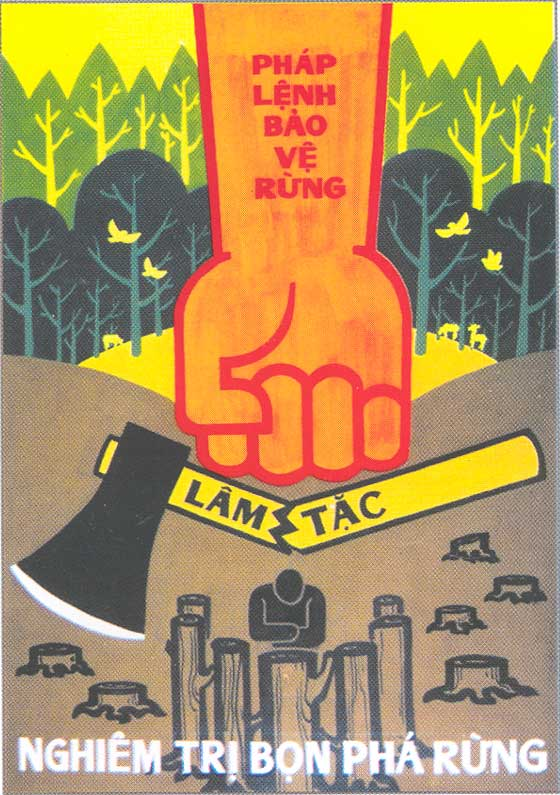 PHÁP
LỆNH
BẢO
VỆ
RỪNG
LÂM TẶC
NGHIÊM TRỊ BỌN PHÁ RỪNG